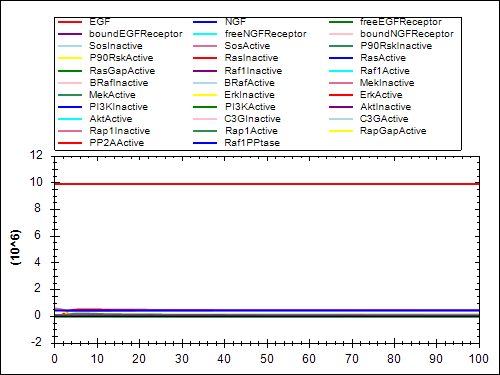 EGF NGF freeEGFReceptor
boundEGFReceptor freeNGFReceptor boundNGFReceptor
SosInactive SosActive P90RskInactive
P90RskActive RasInactive RasActive
RasGapActive Raf1Inactive Raf1Active
BRafInactive BRafActive MekInactive
MekActive ErkInactive ErkActive
PI3KInactive PI3KActive AktInactive
AktActive C3GInactive C3GActive
Rap1Inactive Rap1Active RapGapActive
PP2AActive Raf1PPtase
12
10
8
6
4
2
0
-2
(10^6)
0 10 20 30 40 50 60 70 80 90 100